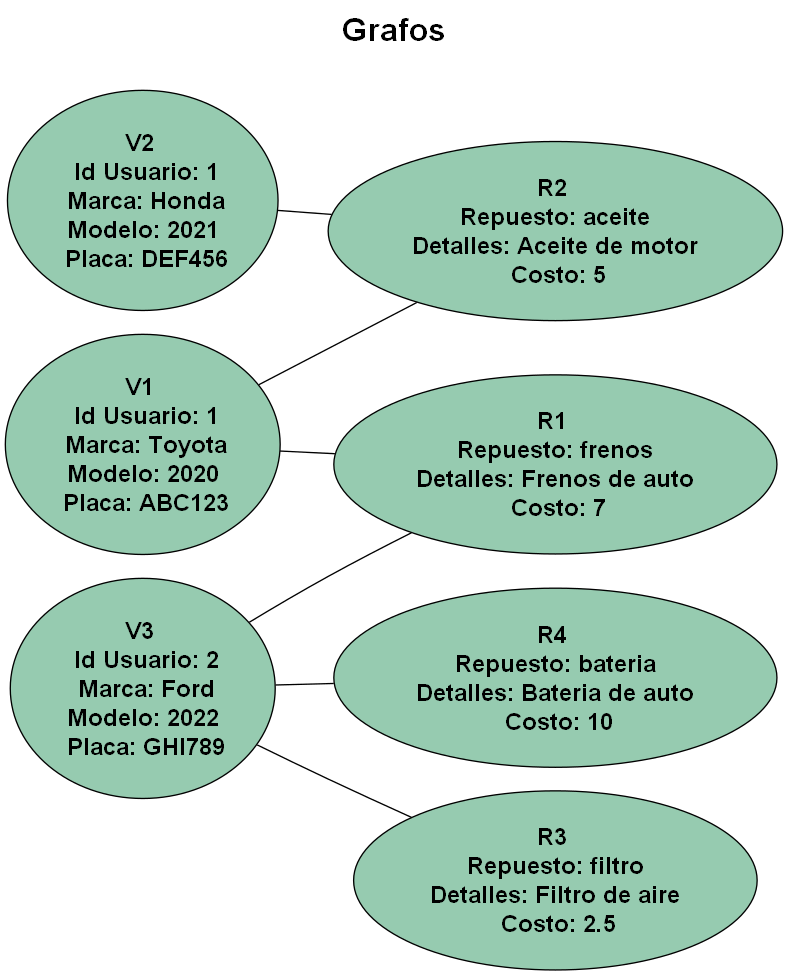 Grafos
V2
Id Usuario: 1
Marca: Honda
Modelo: 2021
Placa: DEF456
R2
Repuesto: aceite
Detalles: Aceite de motor
Costo: 5
V1
Id Usuario: 1
Marca: Toyota
Modelo: 2020
Placa: ABC123
R1
Repuesto: frenos
Detalles: Frenos de auto
Costo: 7
V3
Id Usuario: 2
Marca: Ford
Modelo: 2022
Placa: GHI789
R4
Repuesto: bateria
Detalles: Bateria de auto
Costo: 10
R3
Repuesto: filtro
Detalles: Filtro de aire
Costo: 2.5